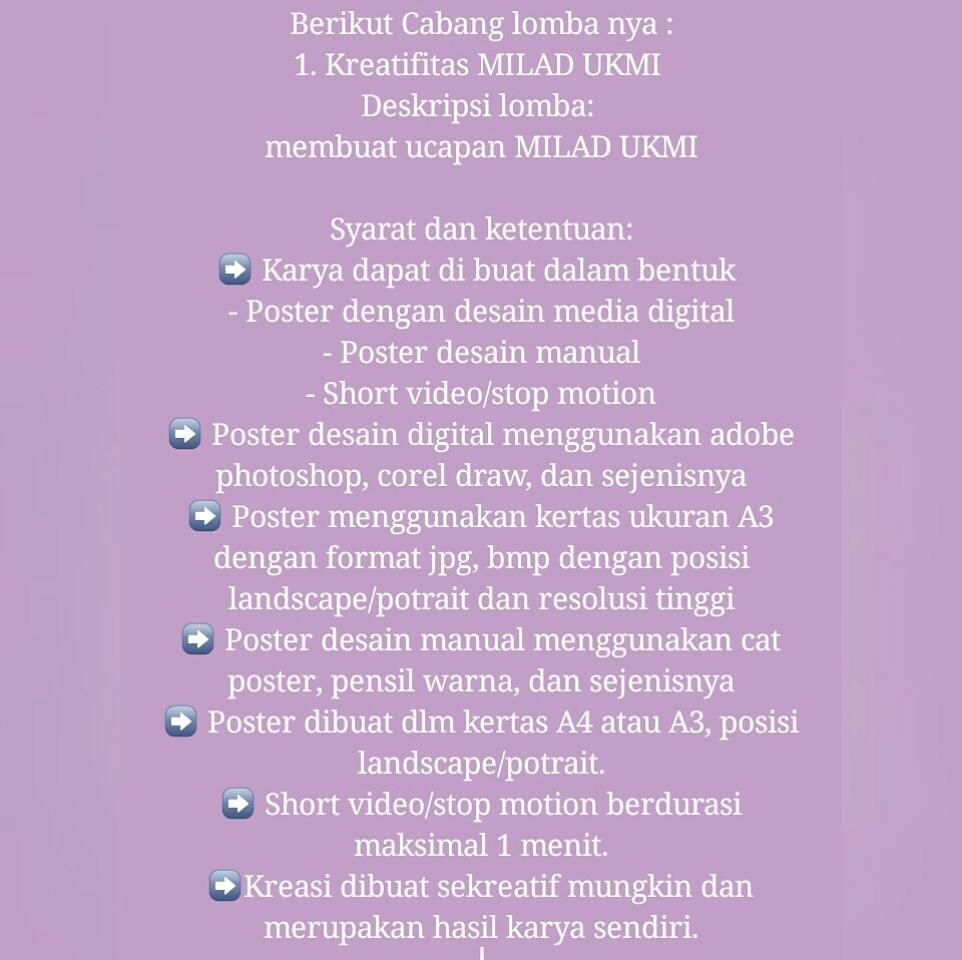 Berikut Cabang lomba nya :
1. Kreatifitas MILAD UKMI
Deskripsi lomba:
membuat ucapan MILAD UKMI
Syarat dan ketentuan:
➡️ Karya dapat di buat dalam bentuk
- Poster dengan desain media digital
- Poster desain manual
- Short video/stop motion
➡️ Poster desain digital menggunakan adobe
photoshop, corel draw, dan sejenisnya
➡️ Poster menggunakan kertas ukuran A3
dengan format jpg, bmp dengan posisi
landscape/potrait dan resolusi tinggi
➡️ Poster desain manual menggunakan cat
poster, pensil warna, dan sejenisnya
➡️ Poster dibuat dlm kertas A4 atau A3, posisi
landscape/potrait.
➡️ Short video/stop motion berdurasi
maksimal 1 menit.
➡️Kreasi dibuat sekreatif mungkin dan
merupakan hasil karya sendiri.